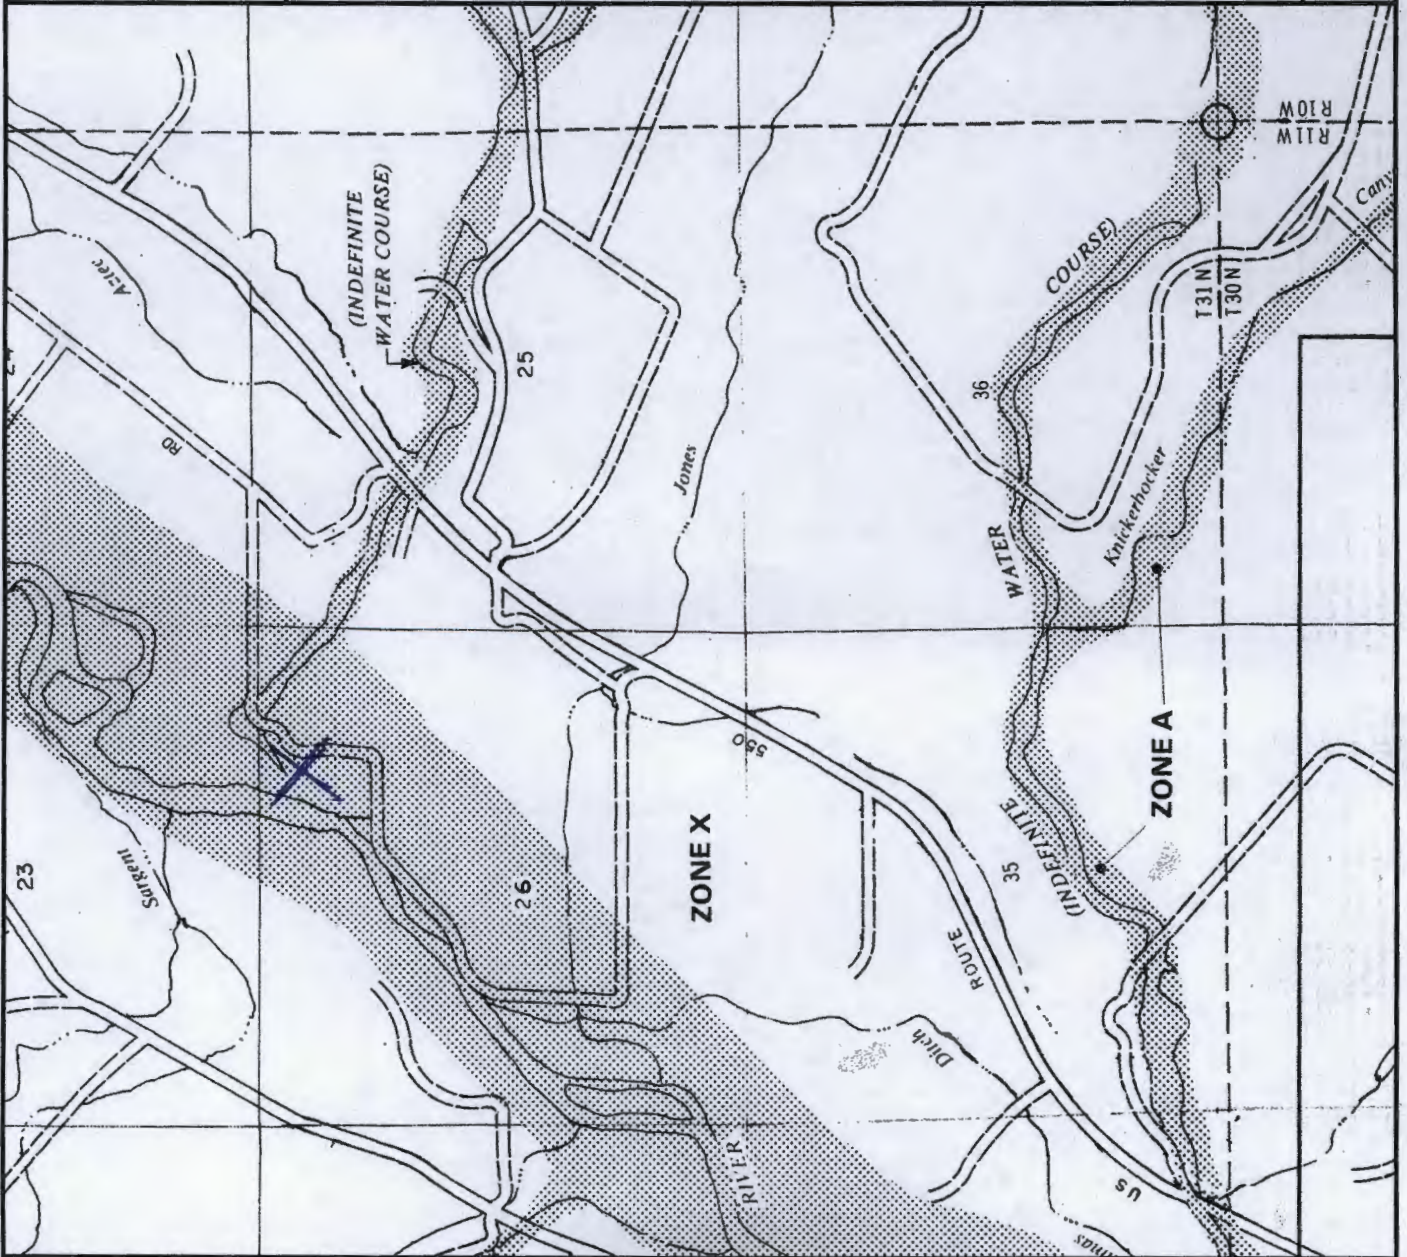 R10W
R11W
Cany
(INDEFINITE
WATER COURSE)
COURSE)
Aztec
T31N
T30N
25
36
RD
Jones
Knickerhocker
WATER
550
ZONE X
ZONE A
(INDEFINITE
23
Sargent
26
35
ROUTE
Ditch
RIVER
US